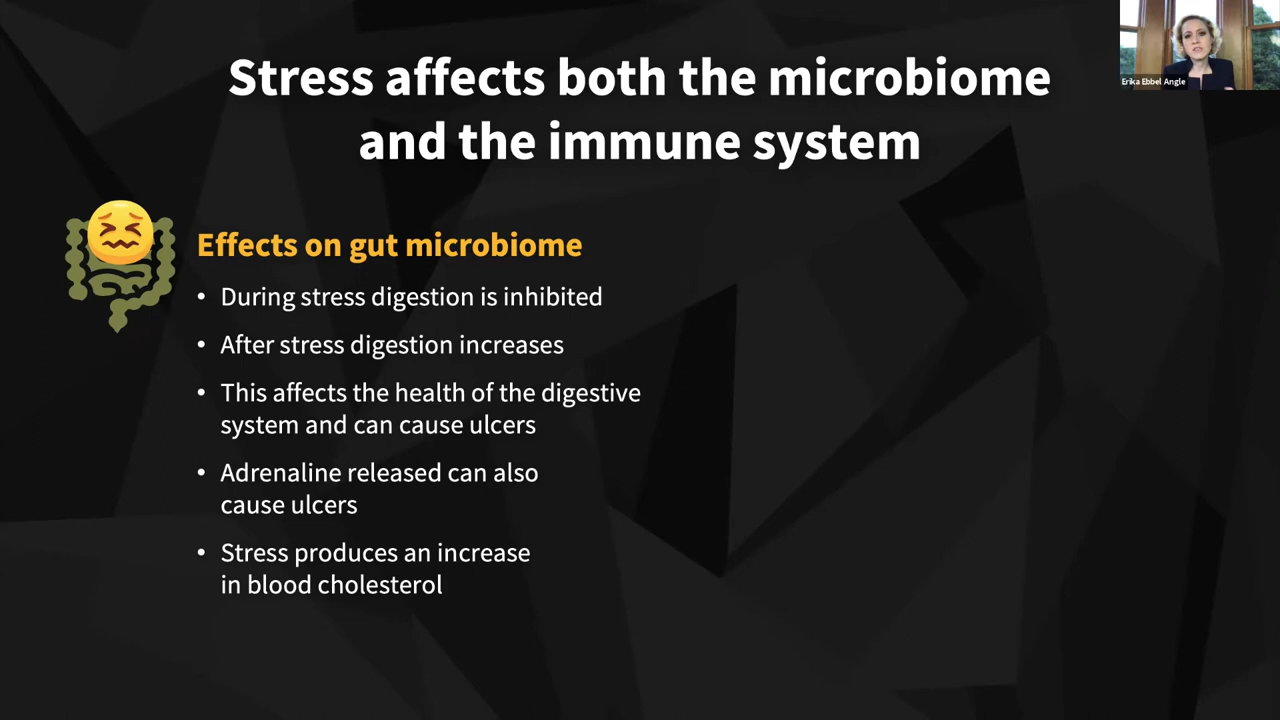 Stress affects both the microbiome
and the immune system
Erika Ebbel Angle
Effects on gut microbiome
• During stress digestion is inhibited
• After stress digestion increases
• This affects the health of the digestive
system and can cause ulcers
• Adrenaline released can also
cause ulcers
• Stress produces an increase
in blood cholesterol